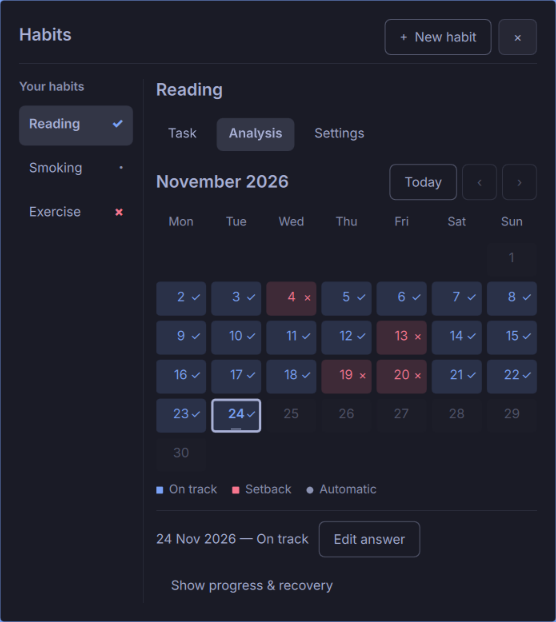 Habits
+ New habit
×
Your habits
Reading ✓
Smoking •
Exercise ×
Reading
Task Analysis Settings
November 2026
Today ‹ ›
Mon Tue Wed Thu Fri Sat Sun
1
2 ✓ 3 ✓ 4 × 5 ✓ 6 ✓ 7 ✓ 8 ✓
9 ✓ 10 ✓ 11 ✓ 12 ✓ 13 × 14 ✓ 15 ✓
16 ✓ 17 ✓ 18 ✓ 19 × 20 × 21 ✓ 22 ✓
23 ✓ 24 ✓ 25 26 27 28 29
30
On track Setback Automatic
24 Nov 2026 — On track Edit answer
Show progress & recovery